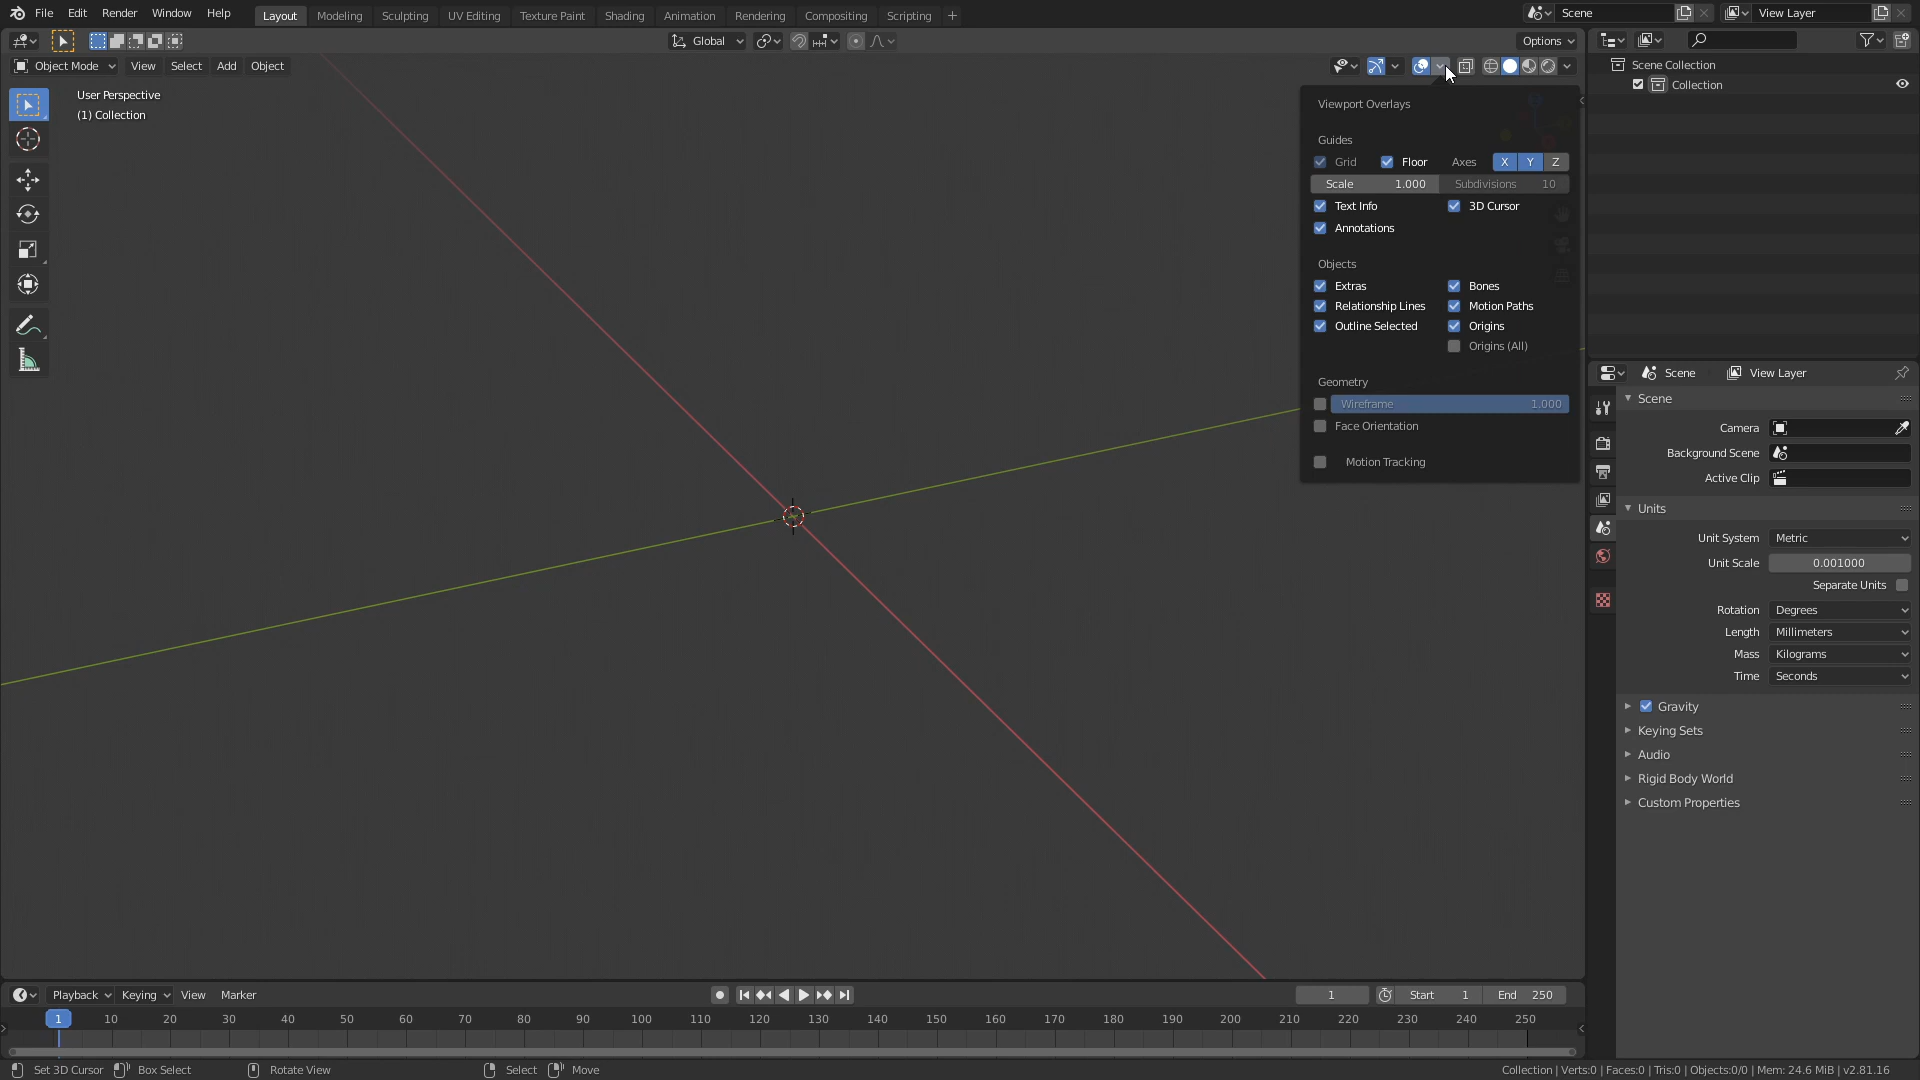 File Edit Render Window Help Layout Modeling Sculpting UV Editing Texture Paint Shading Animation Rendering Compositing Scripting + Scene View Layer
Global Options
Object Mode View Select Add Object
Scene Collection
Collection
User Perspective
(1) Collection
Viewport Overlays
Guides
Grid Floor Axes X Y Z
Scale 1.000 Subdivisions 10
Text Info 3D Cursor
Annotations
Objects
Extras Bones
Relationship Lines Motion Paths
Outline Selected Origins
Origins (All)
Geometry
Wireframe 1.000
Face Orientation
Motion Tracking
Scene View Layer
Scene
Camera
Background Scene
Active Clip
Units
Unit System Metric
Unit Scale 0.001000
Separate Units
Rotation Degrees
Length Millimeters
Mass Kilograms
Time Seconds
Gravity
Keying Sets
Audio
Rigid Body World
Custom Properties
Playback Keying View Marker 1 Start 1 End 250
1 10 20 30 40 50 60 70 80 90 100 110 120 130 140 150 160 170 180 190 200 210 220 230 240 250
Set 3D Cursor Box Select Rotate View Select Move Collection | Verts:0 | Faces:0 | Tris:0 | Objects:0/0 | Mem: 24.6 MiB | v2.81.16